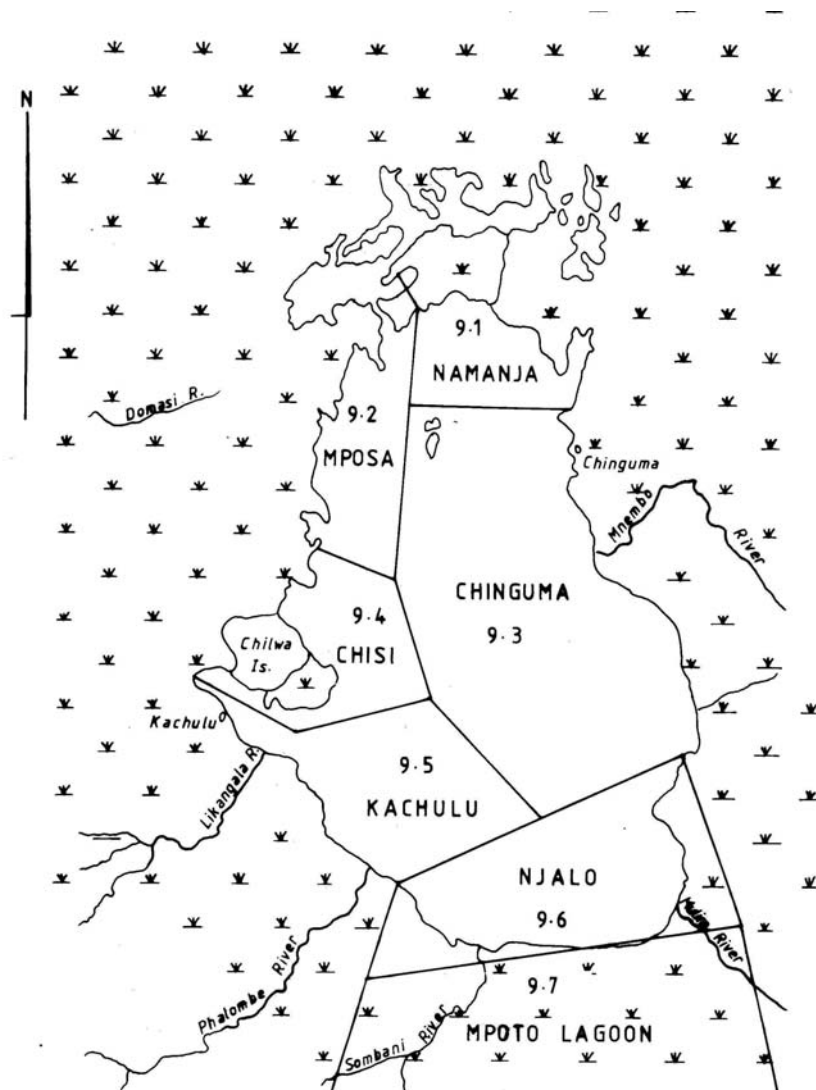 N
9.1
NAMANJA
Domasi R.
9.2
MPOSA
Chinguma
Mnembo
River
CHINGUMA
9.3
9.4
CHISI
Chilwa
Is.
Kachulu
9.5
KACHULU
Likangala R.
NJALO
9.6
River
Phalombe River
9.7
MPOTO LAGOON
Sombani River